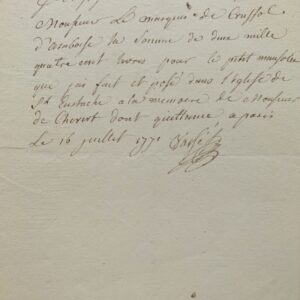 Monsieur Le marquis de Crussol
d'amboise la somme de deux mille
quatre cent livres pour le petit mausolée
que j'ai fait et posé dans l'église de
St Eustache a la memoire de Monsieur
de Chevert dont quittance a paris
Le 16 juillet 1770 Vassé